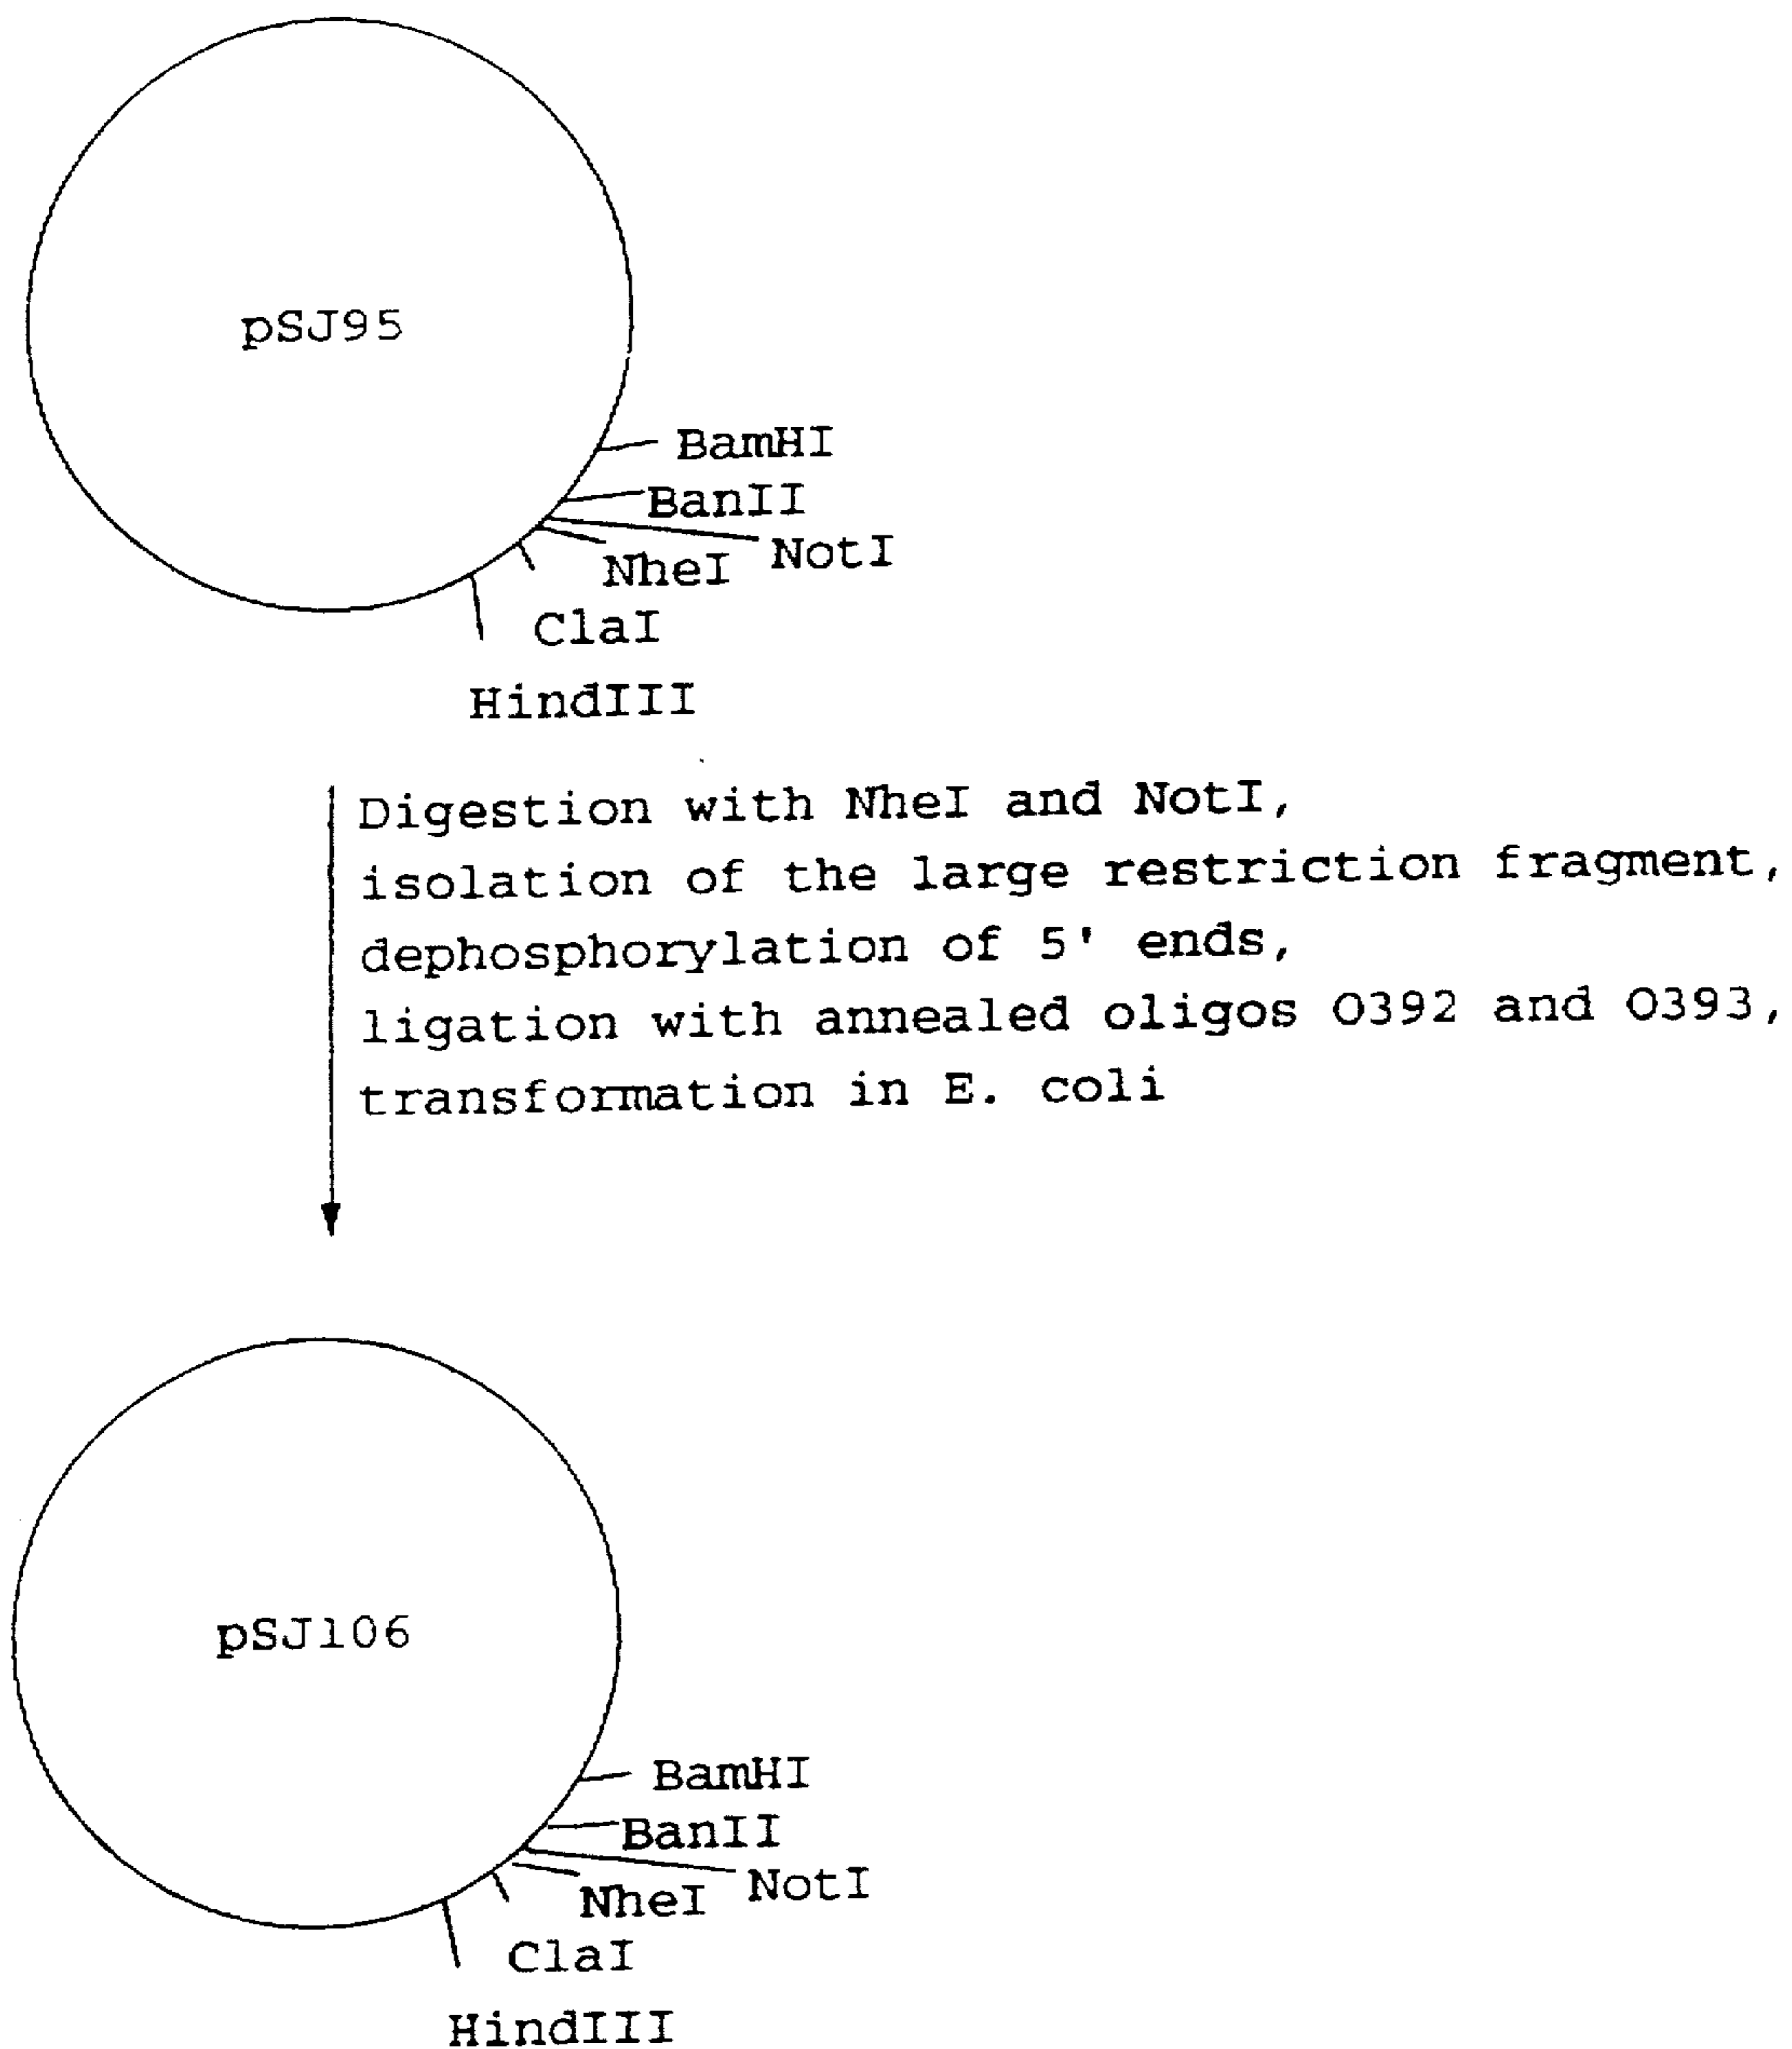 pSJ95
BamHI
BanII
NotI
NheI
ClaI
HindIII
Digestion with NheI and NotI,
isolation of the large restriction fragment,
dephosphorylation of 5' ends,
ligation with annealed oligos O392 and O393,
transformation in E. coli
pSJ106
BamHI
BanII
NotI
NheI
ClaI
HindIII